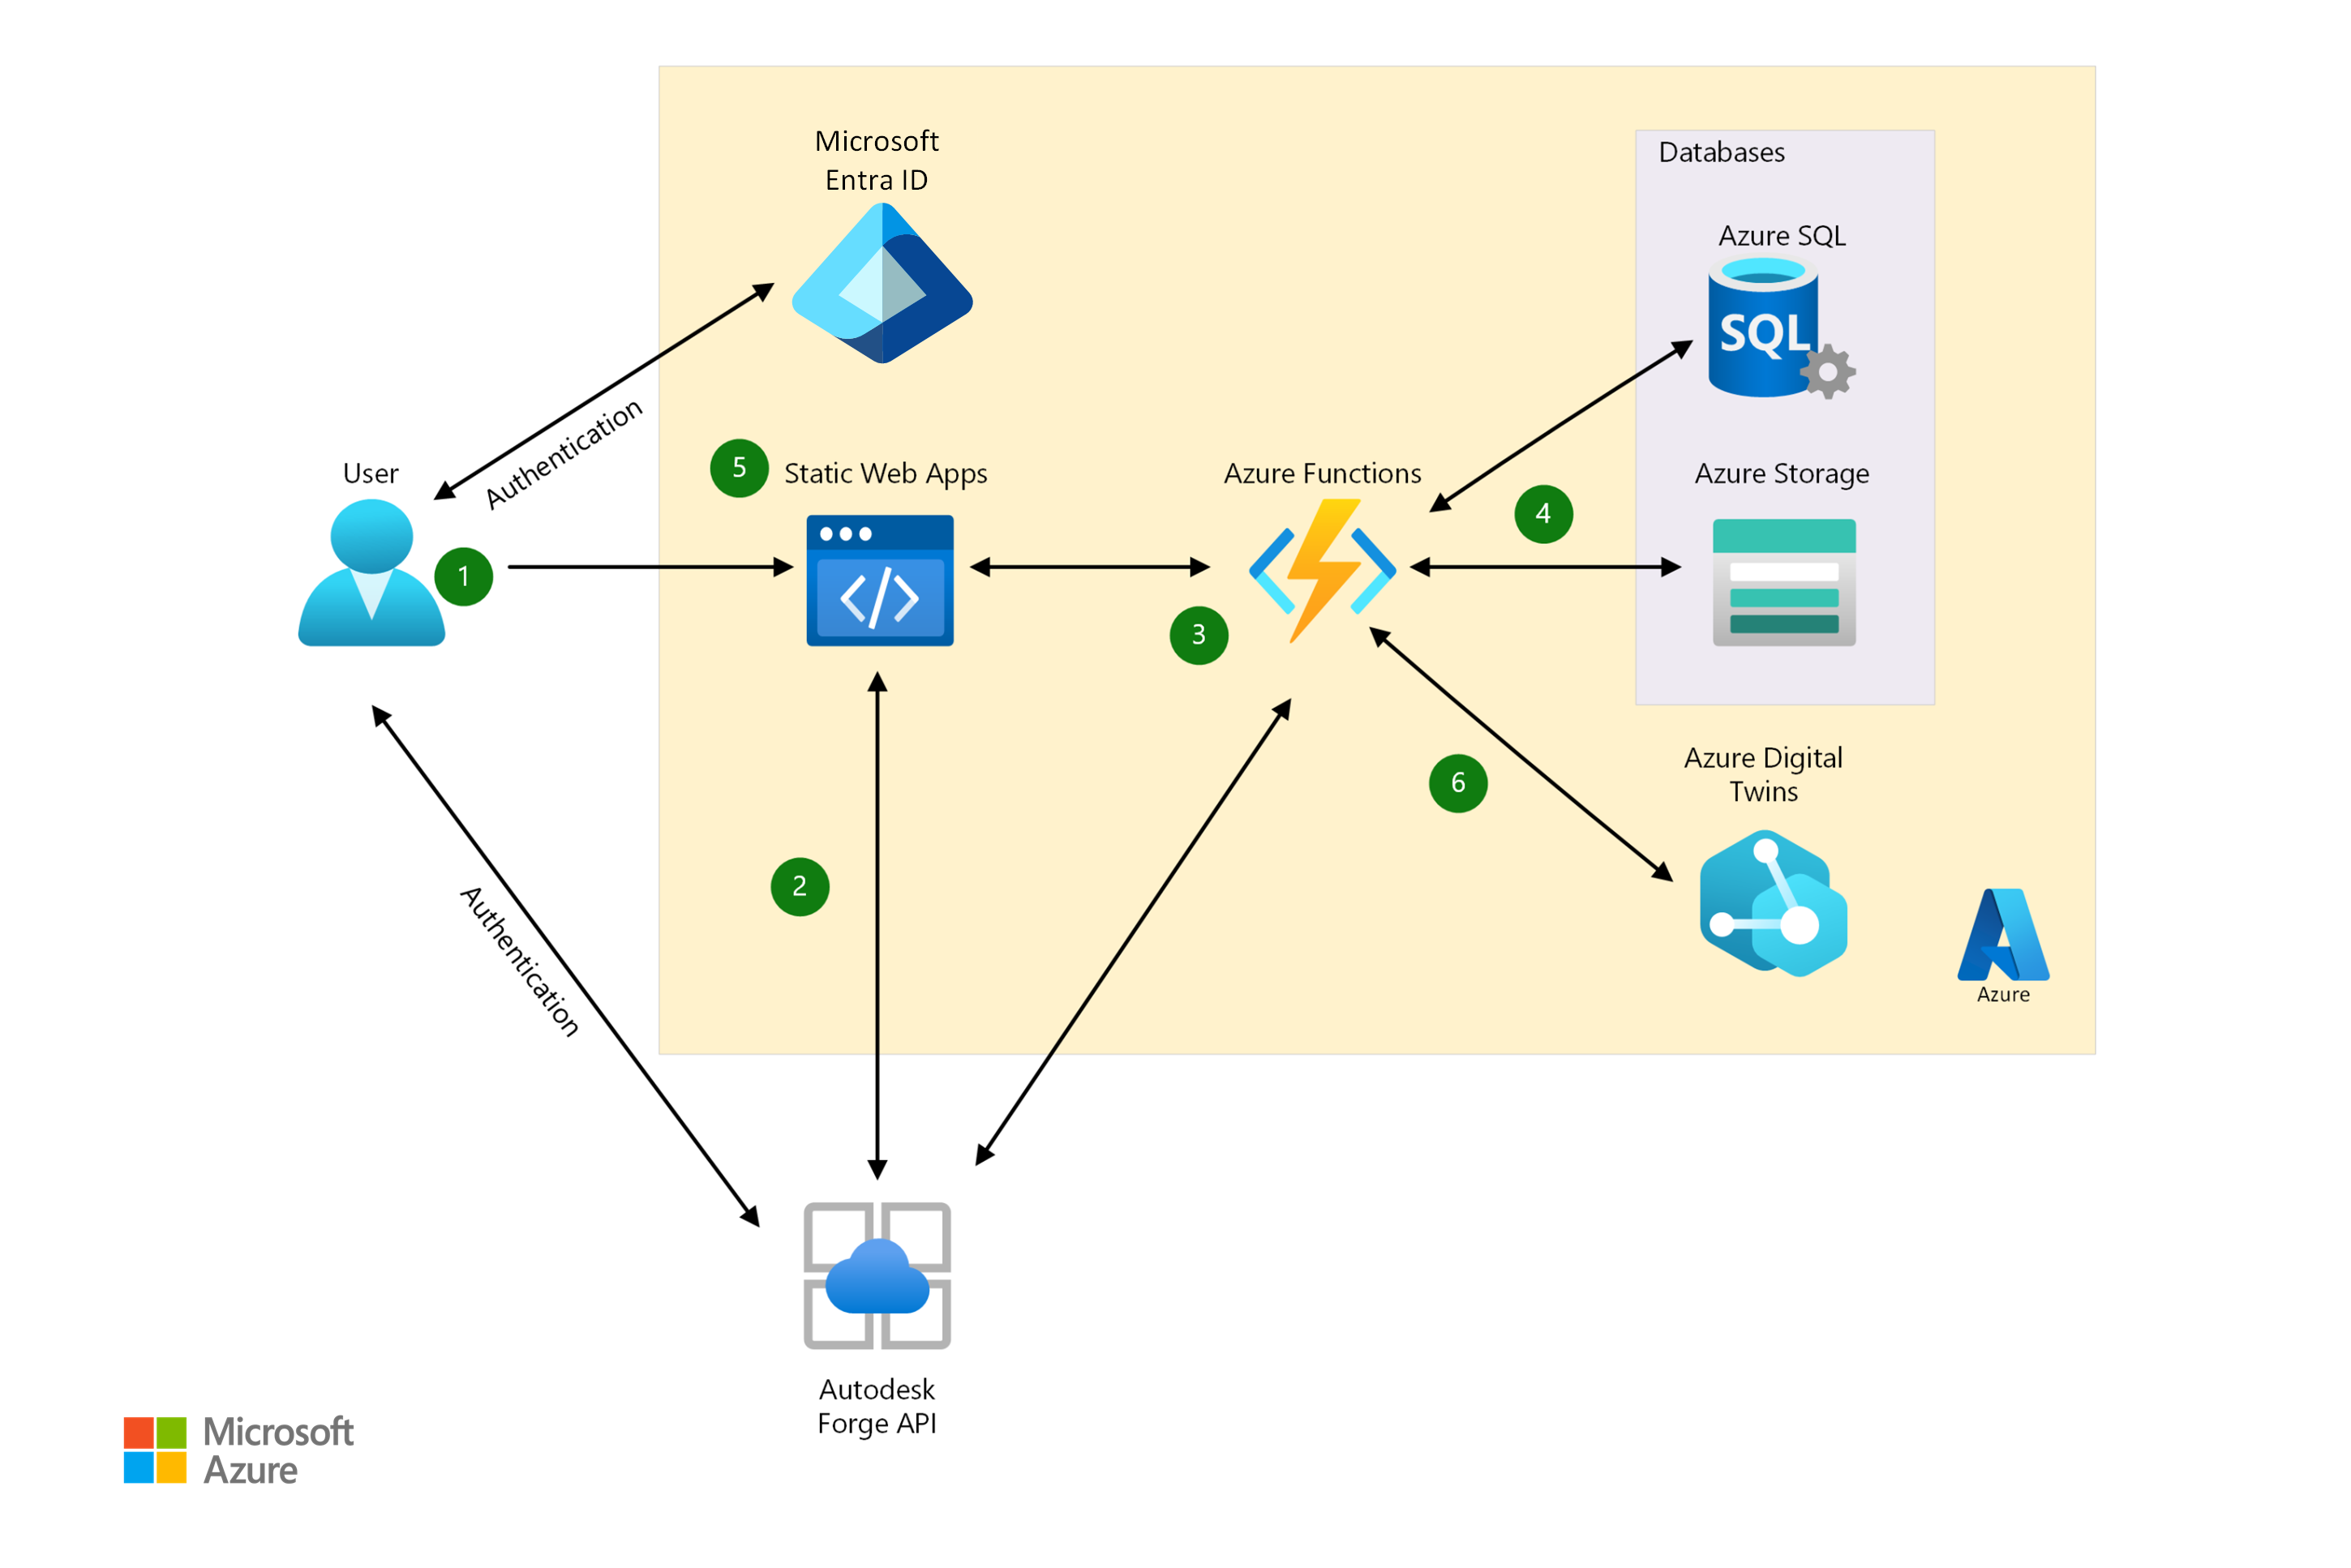 Microsoft
Entra ID
Databases
Azure SQL
SQL
Authentication
User
5
Static Web Apps
Azure Functions
Azure Storage
4
1
3
Azure Digital
Twins
6
2
Authentication
Azure
Autodesk
Forge API
Microsoft
Azure